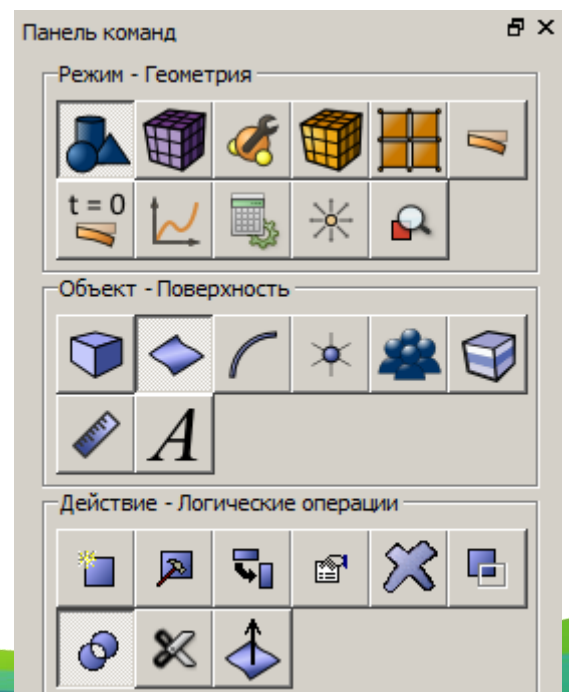 Панель команд
Режим - Геометрия
t = 0
Объект - Поверхность
A
Действие - Логические операции